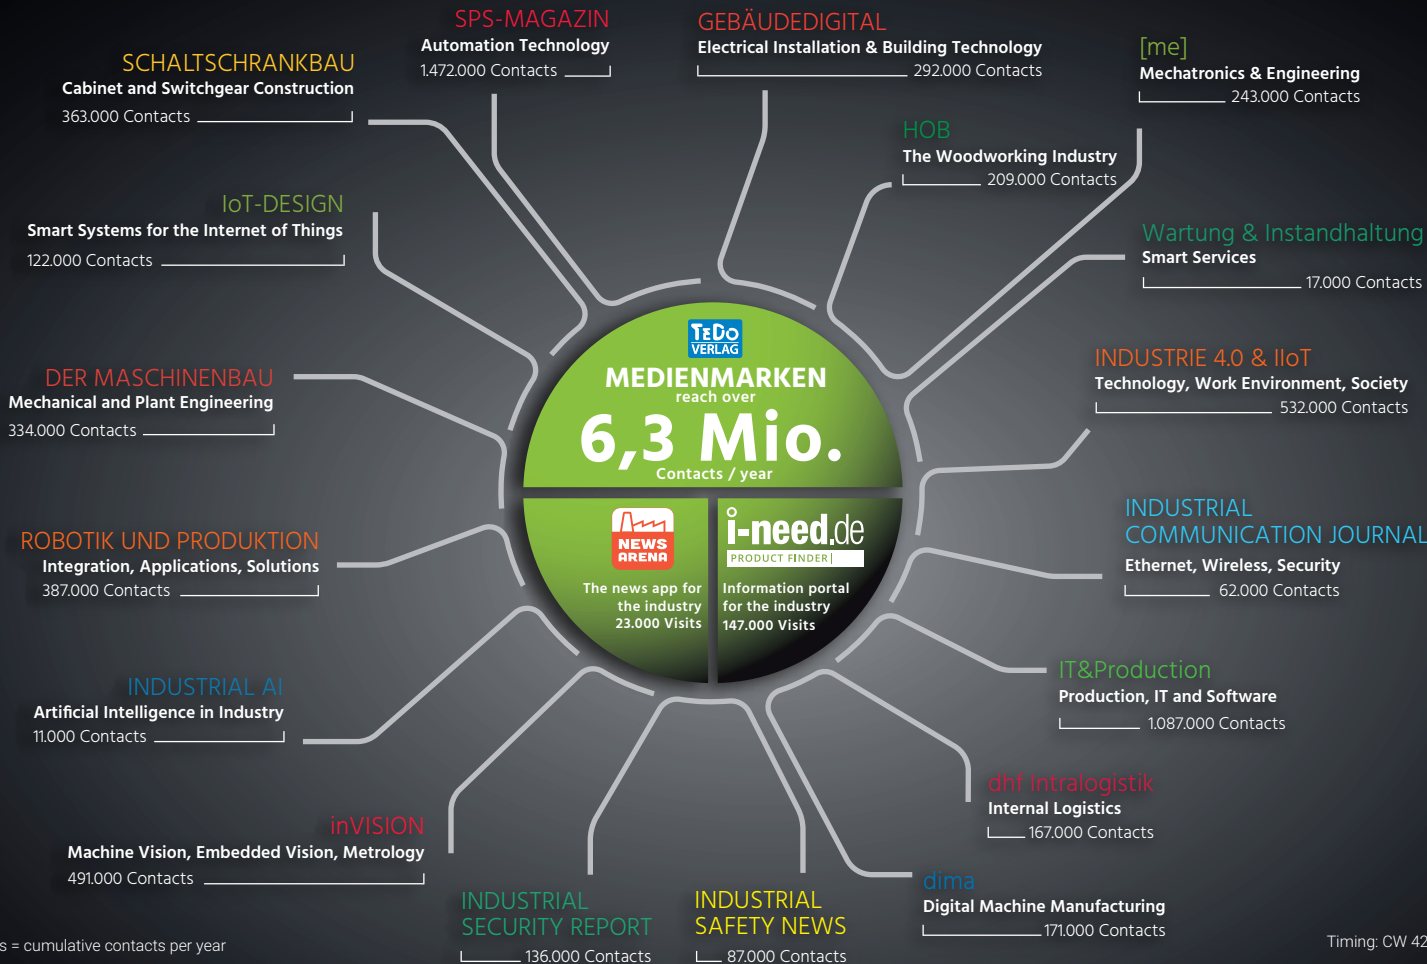 SPS-MAGAZIN
Automation Technology
1.472.000 Contacts
GEBÄUDEDIGITAL
Electrical Installation & Building Technology
292.000 Contacts
[me]
Mechatronics & Engineering
243.000 Contacts
SCHALTSCHRANKBAU
Cabinet and Switchgear Construction
363.000 Contacts
HOB
The Woodworking Industry
209.000 Contacts
IoT-DESIGN
Smart Systems for the Internet of Things
122.000 Contacts
Wartung & Instandhaltung
Smart Services
17.000 Contacts
TeDo
VERLAG
MEDIENMARKEN
reach over
6,3 Mio.
Contacts / year
NEWS
ARENA
The news app for
the industry
23.000 Visits
i-need.de
PRODUCT FINDER
Information portal
for the industry
147.000 Visits
DER MASCHINENBAU
Mechanical and Plant Engineering
334.000 Contacts
INDUSTRIE 4.0 & IIoT
Technology, Work Environment, Society
532.000 Contacts
ROBOTIK UND PRODUKTION
Integration, Applications, Solutions
387.000 Contacts
INDUSTRIAL
COMMUNICATION JOURNAL
Ethernet, Wireless, Security
62.000 Contacts
INDUSTRIAL AI
Artificial Intelligence in Industry
11.000 Contacts
IT&Production
Production, IT and Software
1.087.000 Contacts
inVISION
Machine Vision, Embedded Vision, Metrology
491.000 Contacts
dhf Intralogistik
Internal Logistics
167.000 Contacts
INDUSTRIAL
SECURITY REPORT
136.000 Contacts
INDUSTRIAL
SAFETY NEWS
87.000 Contacts
dima
Digital Machine Manufacturing
171.000 Contacts
s = cumulative contacts per year
Timing: CW 42